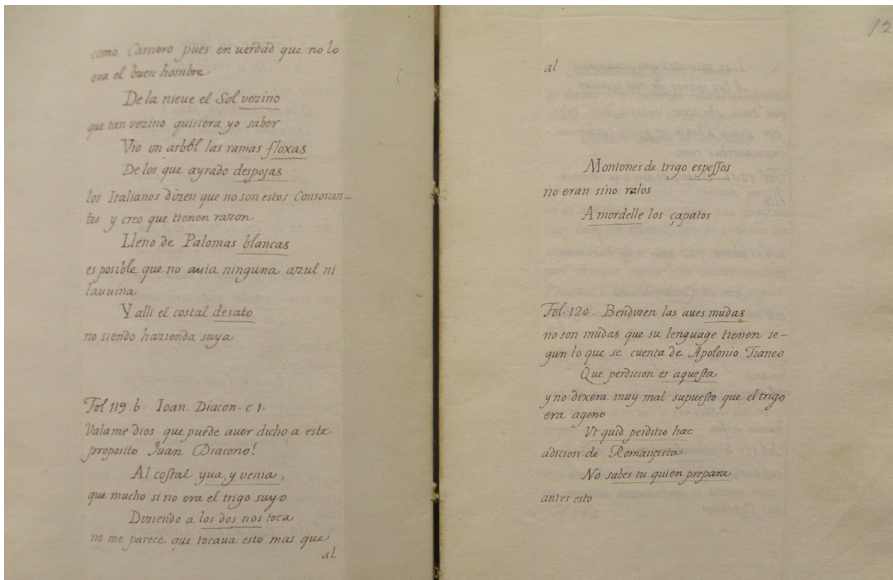 como Carnero pues en uerdad que no lo
era el buen hombre
De la nieue el Sol vezino
que tan vezino quisiera yo saber
Vio un arbol las ramas floxas
De los que ayrado despojas
los Italianos dizen que no son estos Consonan-
tes y creo que tienen razon
Lleno de Palomas blancas
es posible que no auia ninguna azul ni
Y alli el costal desato
no siendo hazienda suya
Fol 119. b. Ioan. Diacon. c 1.
Valame dios que puede auer dicho a este
proposito Juan Diacono!
Al costal yua, y venia,
que mucho si no era el trigo suyo
Diziendo a los dos nos toca
no me parece que tocaua esto mas que
al
12
al
Montones de trigo espessos
no eran sino ralos
A mordelle los çapatos
Fol. 120. Bendizen las aues mudas
no son mudas que su lenguage tienen se-
gun lo que se cuenta de Apolonio Tianeo
Que perdicion es aquesta
y no dixera muy mal supuesto que el trigo
era ageno
Vt quid perditio hæc
adicion de Romancista
No sabes tu quien prepara
antes esto